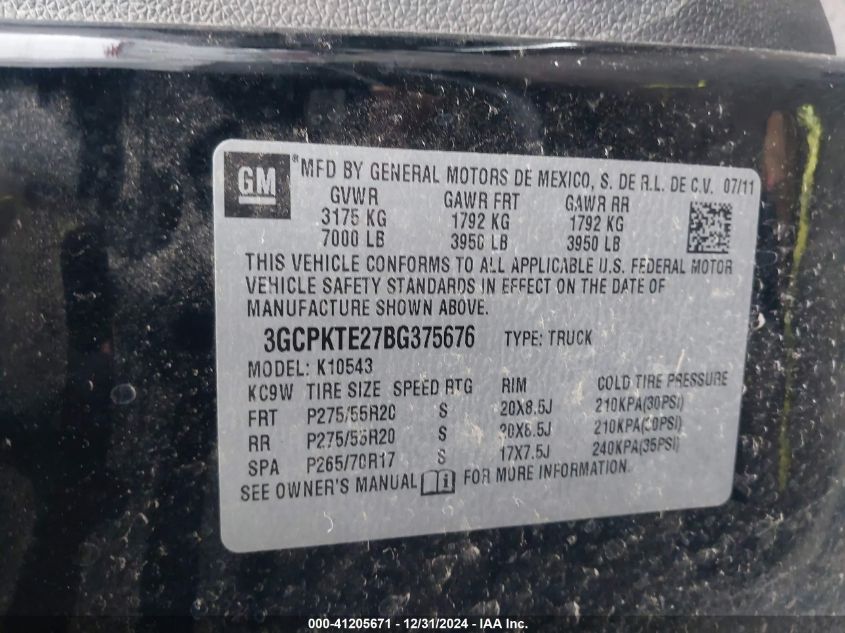 GM ®MFD BY GENERAL MOTORS DE MEXICO, S. DE R.L. DE C.V. 07/11
GVWR GAWR FRT GAWR RR
3175 KG 1792 KG 1792 KG
7000 LB 3950 LB 3950 LB
THIS VEHICLE CONFORMS TO ALL APPLICABLE U.S. FEDERAL MOTOR
VEHICLE SAFETY STANDARDS IN EFFECT ON THE DATE OF
MANUFACTURE SHOWN ABOVE.
3GCPKTE27BG375676 TYPE: TRUCK
MODEL: K10543
KC9W TIRE SIZE SPEED RTG RIM COLD TIRE PRESSURE
FRT P275/55R20 S 20X8.5J 210KPA(30PSI)
RR P275/55R20 S 20X8.5J 210KPA(30PSI)
SPA P265/70R17 S 17X7.5J 240KPA(35PSI)
SEE OWNER'S MANUAL i FOR MORE INFORMATION.
000-41205671 - 12/31/2024 - IAA